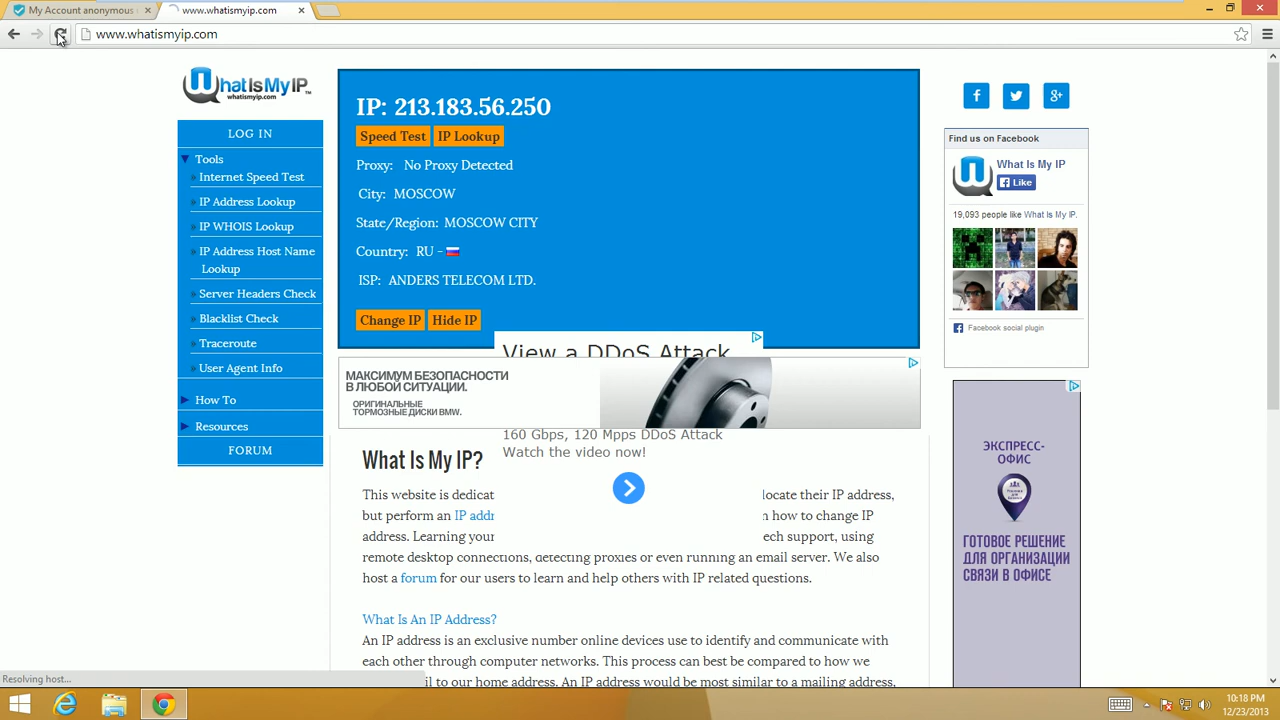 My Account anonymous
www.whatismyip.com
www.whatismyip.com
WhatIsMyIP
whatismyip.com
LOG IN
Tools
Internet Speed Test
IP Address Lookup
IP WHOIS Lookup
IP Address Host Name
Lookup
Server Headers Check
Blacklist Check
Traceroute
User Agent Info
How To
Resources
FORUM
IP: 213.183.56.250
Speed Test IP Lookup
Proxy: No Proxy Detected
City: MOSCOW
State/Region: MOSCOW CITY
Country: RU -
ISP: ANDERS TELECOM LTD.
Change IP Hide IP
View a DDoS Attack
МАКСИМУМ БЕЗОПАСНОСТИ
В ЛЮБОЙ СИТУАЦИИ.
ОРИГИНАЛЬНЫЕ
ТОРМОЗНЫЕ ДИСКИ BMW.
160 Gbps, 120 Mpps DDoS Attack
Watch the video now!
What Is My IP?
This website is dedicat locate their IP address,
but perform an IP addr n how to change IP
address. Learning your tech support, using
remote desktop connections, detecting proxies or even running an email server. We also
host a forum for our users to learn and help others with IP related questions.
What Is An IP Address?
An IP address is an exclusive number online devices use to identify and communicate with
each other through computer networks. This process can best be compared to how we
il to our home address. An IP address would be most similar to a mailing address,
Find us on Facebook
What Is My IP
Like
19,093 people like What Is My IP.
Facebook social plugin
ЭКСПРЕСС-
ОФИС
ГОТОВОЕ РЕШЕНИЕ
ДЛЯ ОРГАНИЗАЦИИ
СВЯЗИ В ОФИСЕ
Resolving host...
10:18 PM
12/23/2013